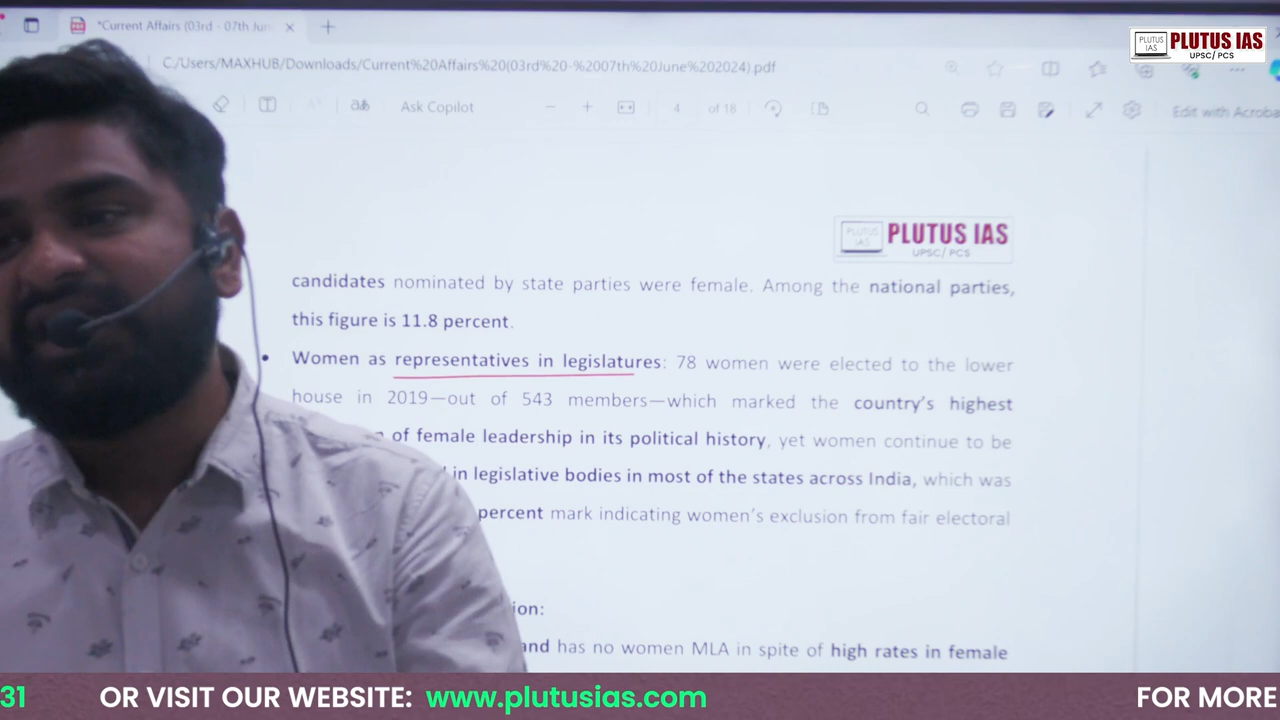 *Current Affairs (03rd - 07th Jun
PLUTUS IAS
PLUTUS IAS
UPSC/ PCS
C:/Users/MAXHUB/Downloads/Current%20
%20 - %2007th%20June%202024).pdf
Ask Copilot
4 of 18
Edit with Acroba
PLUTUS IAS
PLUTUS IAS
UPSC/ PCS
candidates nominated by state parties were female. Among the national parties,
this figure is 11.8 percent.
• Women as representatives in legislatures: 78 women were elected to the lower
house in 2019—out of 543 members—which marked the country's highest
of female leadership in its political history, yet women continue to be
in legislative bodies in most of the states across India, which was
percent mark indicating women's exclusion from fair electoral
ion:
and has no women MLA in spite of high rates in female
31 OR VISIT OUR WEBSITE: www.plutusias.com FOR MORE